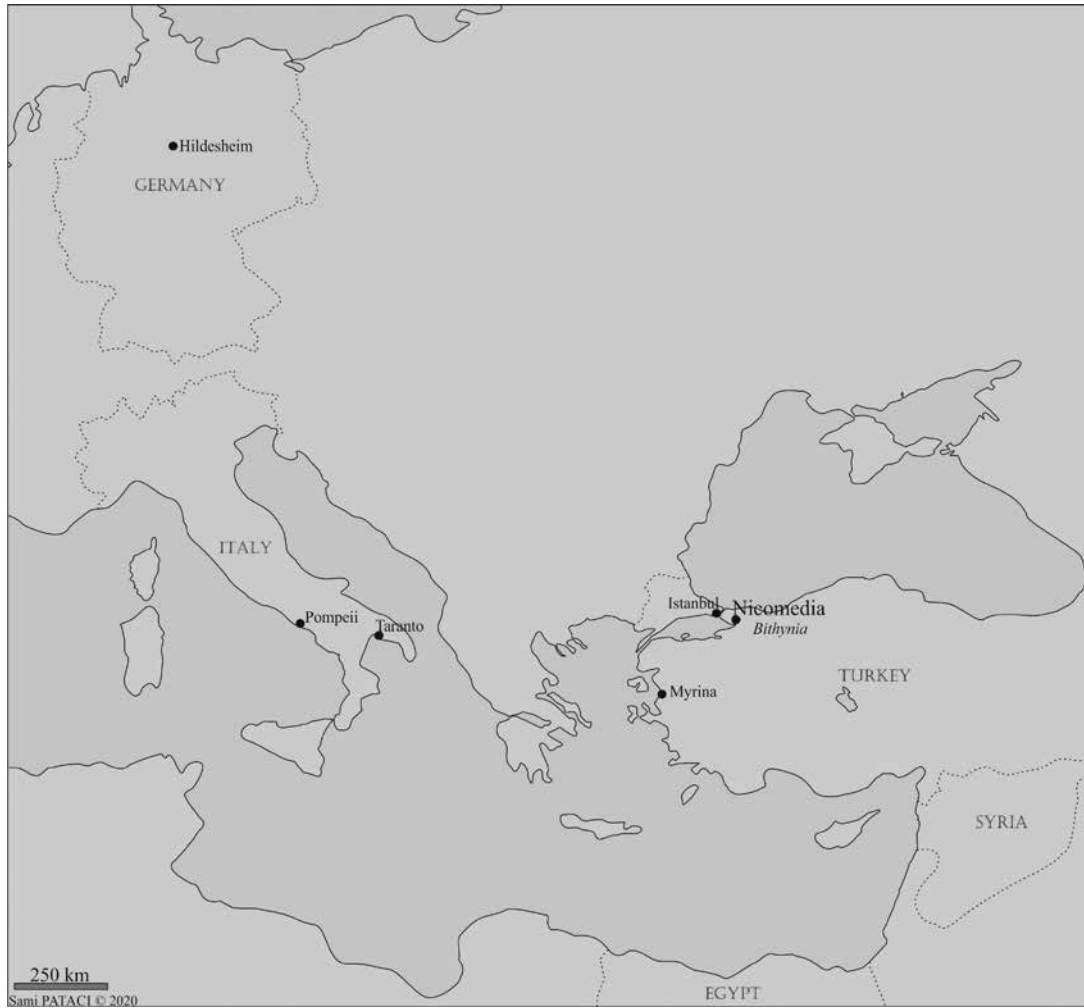 Hildesheim
GERMANY
ITALY
Pompeii
Taranto
Istanbul
Nicomedia
Bithynia
Myrina
TURKEY
SYRIA
EGYPT
250 km
Sami PATACI © 2020